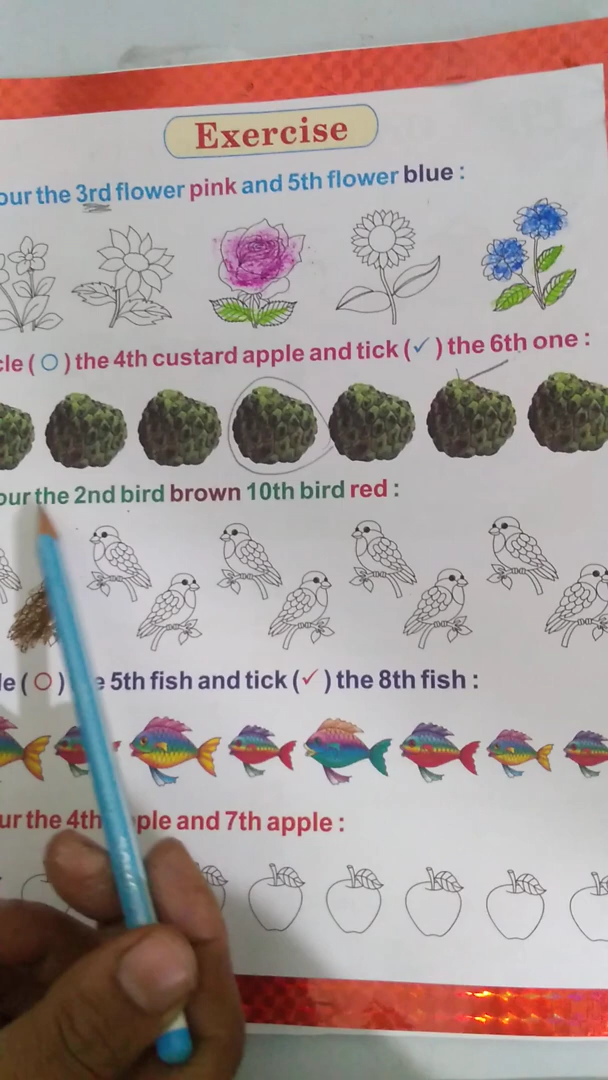 Exercise
our the 3rd flower pink and 5th flower blue :
cle ( ○ ) the 4th custard apple and tick ( ✓ ) the 6th one :
our the 2nd bird brown 10th bird red :
le ( ○ ) 5th fish and tick ( ✓ ) the 8th fish :
ur the 4th ple and 7th apple :